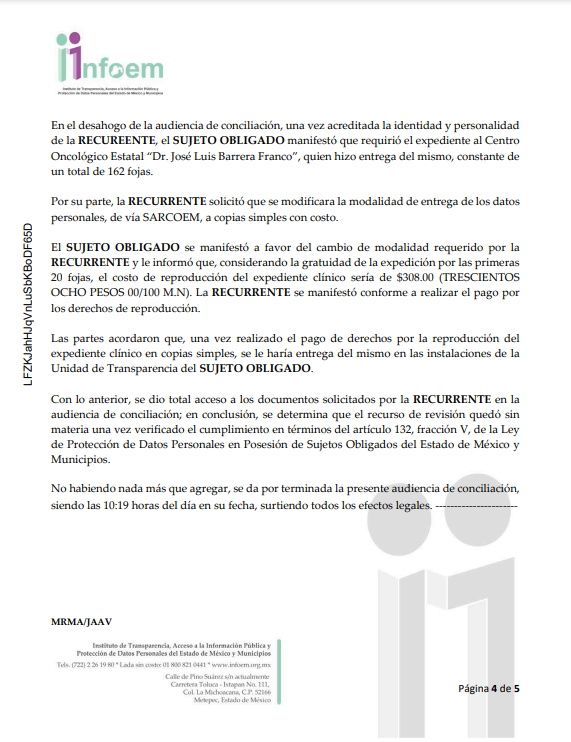 infoem
Instituto de Transparencia, Acceso a la Información Pública y
Protección de Datos Personales del Estado de México y Municipios
En el desahogo de la audiencia de conciliación, una vez acreditada la identidad y personalidad
de la RECUREENTE, el SUJETO OBLIGADO manifestó que requirió el expediente al Centro
Oncológico Estatal “Dr. José Luis Barrera Franco”, quien hizo entrega del mismo, constante de
un total de 162 fojas.
Por su parte, la RECURRENTE solicitó que se modificara la modalidad de entrega de los datos
personales, de vía SARCOEM, a copias simples con costo.
El SUJETO OBLIGADO se manifestó a favor del cambio de modalidad requerido por la
RECURRENTE y le informó que, considerando la gratuidad de la expedición por las primeras
20 fojas, el costo de reproducción del expediente clínico sería de $308.00 (TRESCIENTOS
OCHO PESOS 00/100 M.N). La RECURRENTE se manifestó conforme a realizar el pago por
los derechos de reproducción.
Las partes acordaron que, una vez realizado el pago de derechos por la reproducción del
expediente clínico en copias simples, se le haría entrega del mismo en las instalaciones de la
Unidad de Transparencia del SUJETO OBLIGADO.
Con lo anterior, se dio total acceso a los documentos solicitados por la RECURRENTE en la
audiencia de conciliación; en conclusión, se determina que el recurso de revisión quedó sin
materia una vez verificado el cumplimiento en términos del artículo 132, fracción V, de la Ley
de Protección de Datos Personales en Posesión de Sujetos Obligados del Estado de México y
Municipios.
No habiendo nada más que agregar, se da por terminada la presente audiencia de conciliación,
siendo las 10:19 horas del día en su fecha, surtiendo todos los efectos legales. ----------------------
LFZKJahHJqVnLuSbKBoDF65D
MRMA/JAAV
Instituto de Transparencia, Acceso a la Información Pública y
Protección de Datos Personales del Estado de México y Municipios
Tels. (722) 2 26 19 80 * Lada sin costo: 01 800 821 0441 * www.infoem.org.mx
Calle de Pino Suárez s/n actualmente
Carretera Toluca - Ixtapan No. 111,
Col. La Michoacana, C.P. 52166
Metepec, Estado de México
Página 4 de 5